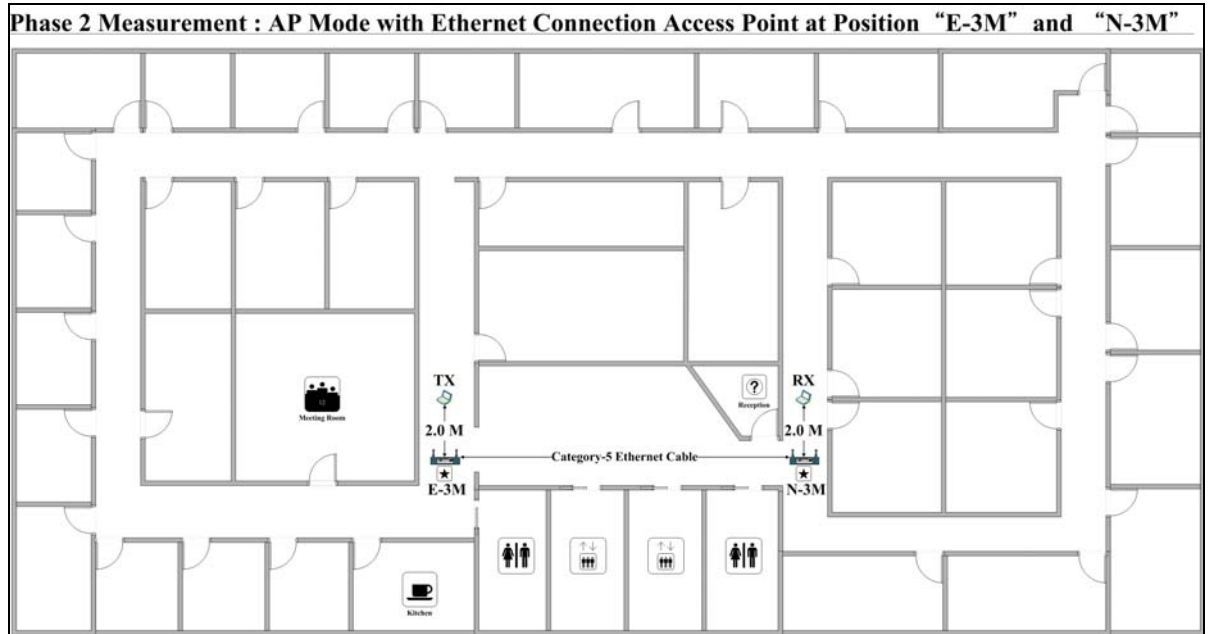 Phase 2 Measurement : AP Mode with Ethernet Connection Access Point at Position “E-3M” and “N-3M”
TX
RX
12
Meeting Room
?
Reception
2.0 M
2.0 M
Category-5 Ethernet Cable
E-3M
N-3M
Kitchen